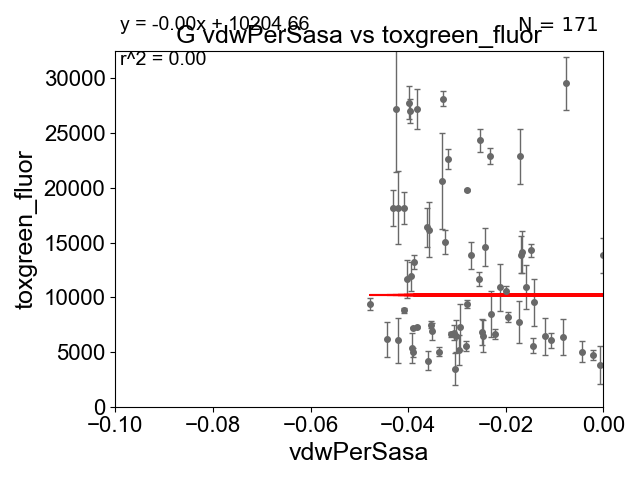 y = -0.00x + 10204.66
N = 171
G vdwPerSasa vs toxgreen_fluor
r^2 = 0.00
30000
25000
20000
15000
10000
5000
0
toxgreen_fluor
−0.10 −0.08 −0.06 −0.04 −0.02 0.00
vdwPerSasa